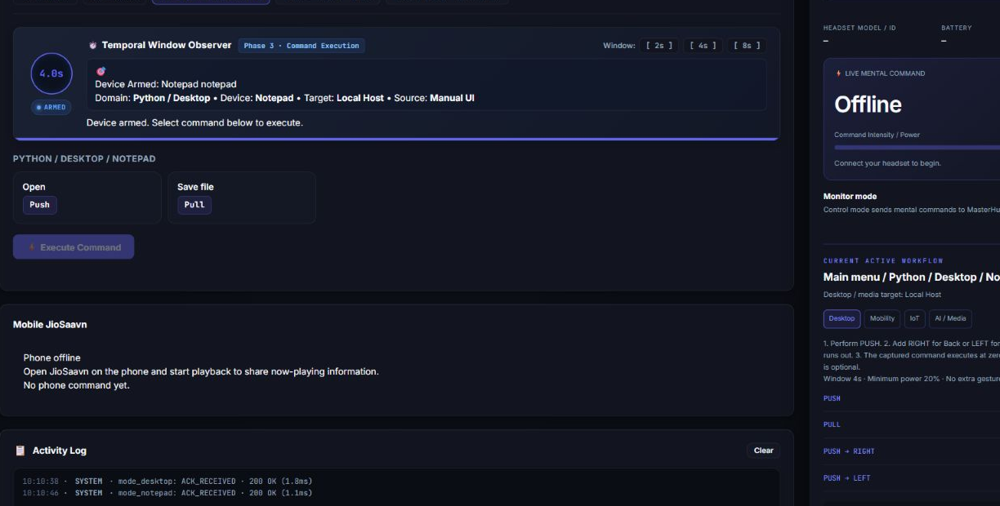 Temporal Window Observer
Phase 3 · Command Execution
Window: [ 2s ] [ 4s ] [ 8s ]
4.0s
ARMED
Device Armed: Notepad notepad
Domain: Python / Desktop • Device: Notepad • Target: Local Host • Source: Manual UI
Device armed. Select command below to execute.
PYTHON / DESKTOP / NOTEPAD
Open
Push
Save file
Pull
Execute Command
Mobile JioSaavn
Phone offline
Open JioSaavn on the phone and start playback to share now-playing information.
No phone command yet.
Activity Log
Clear
10:10:38 · SYSTEM · mode_desktop: ACK_RECEIVED · 200 OK (1.8ms)
10:10:46 · SYSTEM · mode_notepad: ACK_RECEIVED · 200 OK (1.1ms)
HEADSET MODEL / ID
–
BATTERY
–
LIVE MENTAL COMMAND
Offline
Command Intensity / Power
Connect your headset to begin.
Monitor mode
Control mode sends mental commands to MasterHu
CURRENT ACTIVE WORKFLOW
Main menu / Python / Desktop / No
Desktop / media target: Local Host
Desktop Mobility IoT AI / Media
1. Perform PUSH. 2. Add RIGHT for Back or LEFT for
runs out. 3. The captured command executes at zer
is optional.
Window 4s · Minimum power 20% · No extra gestur
PUSH
PULL
PUSH → RIGHT
PUSH → LEFT